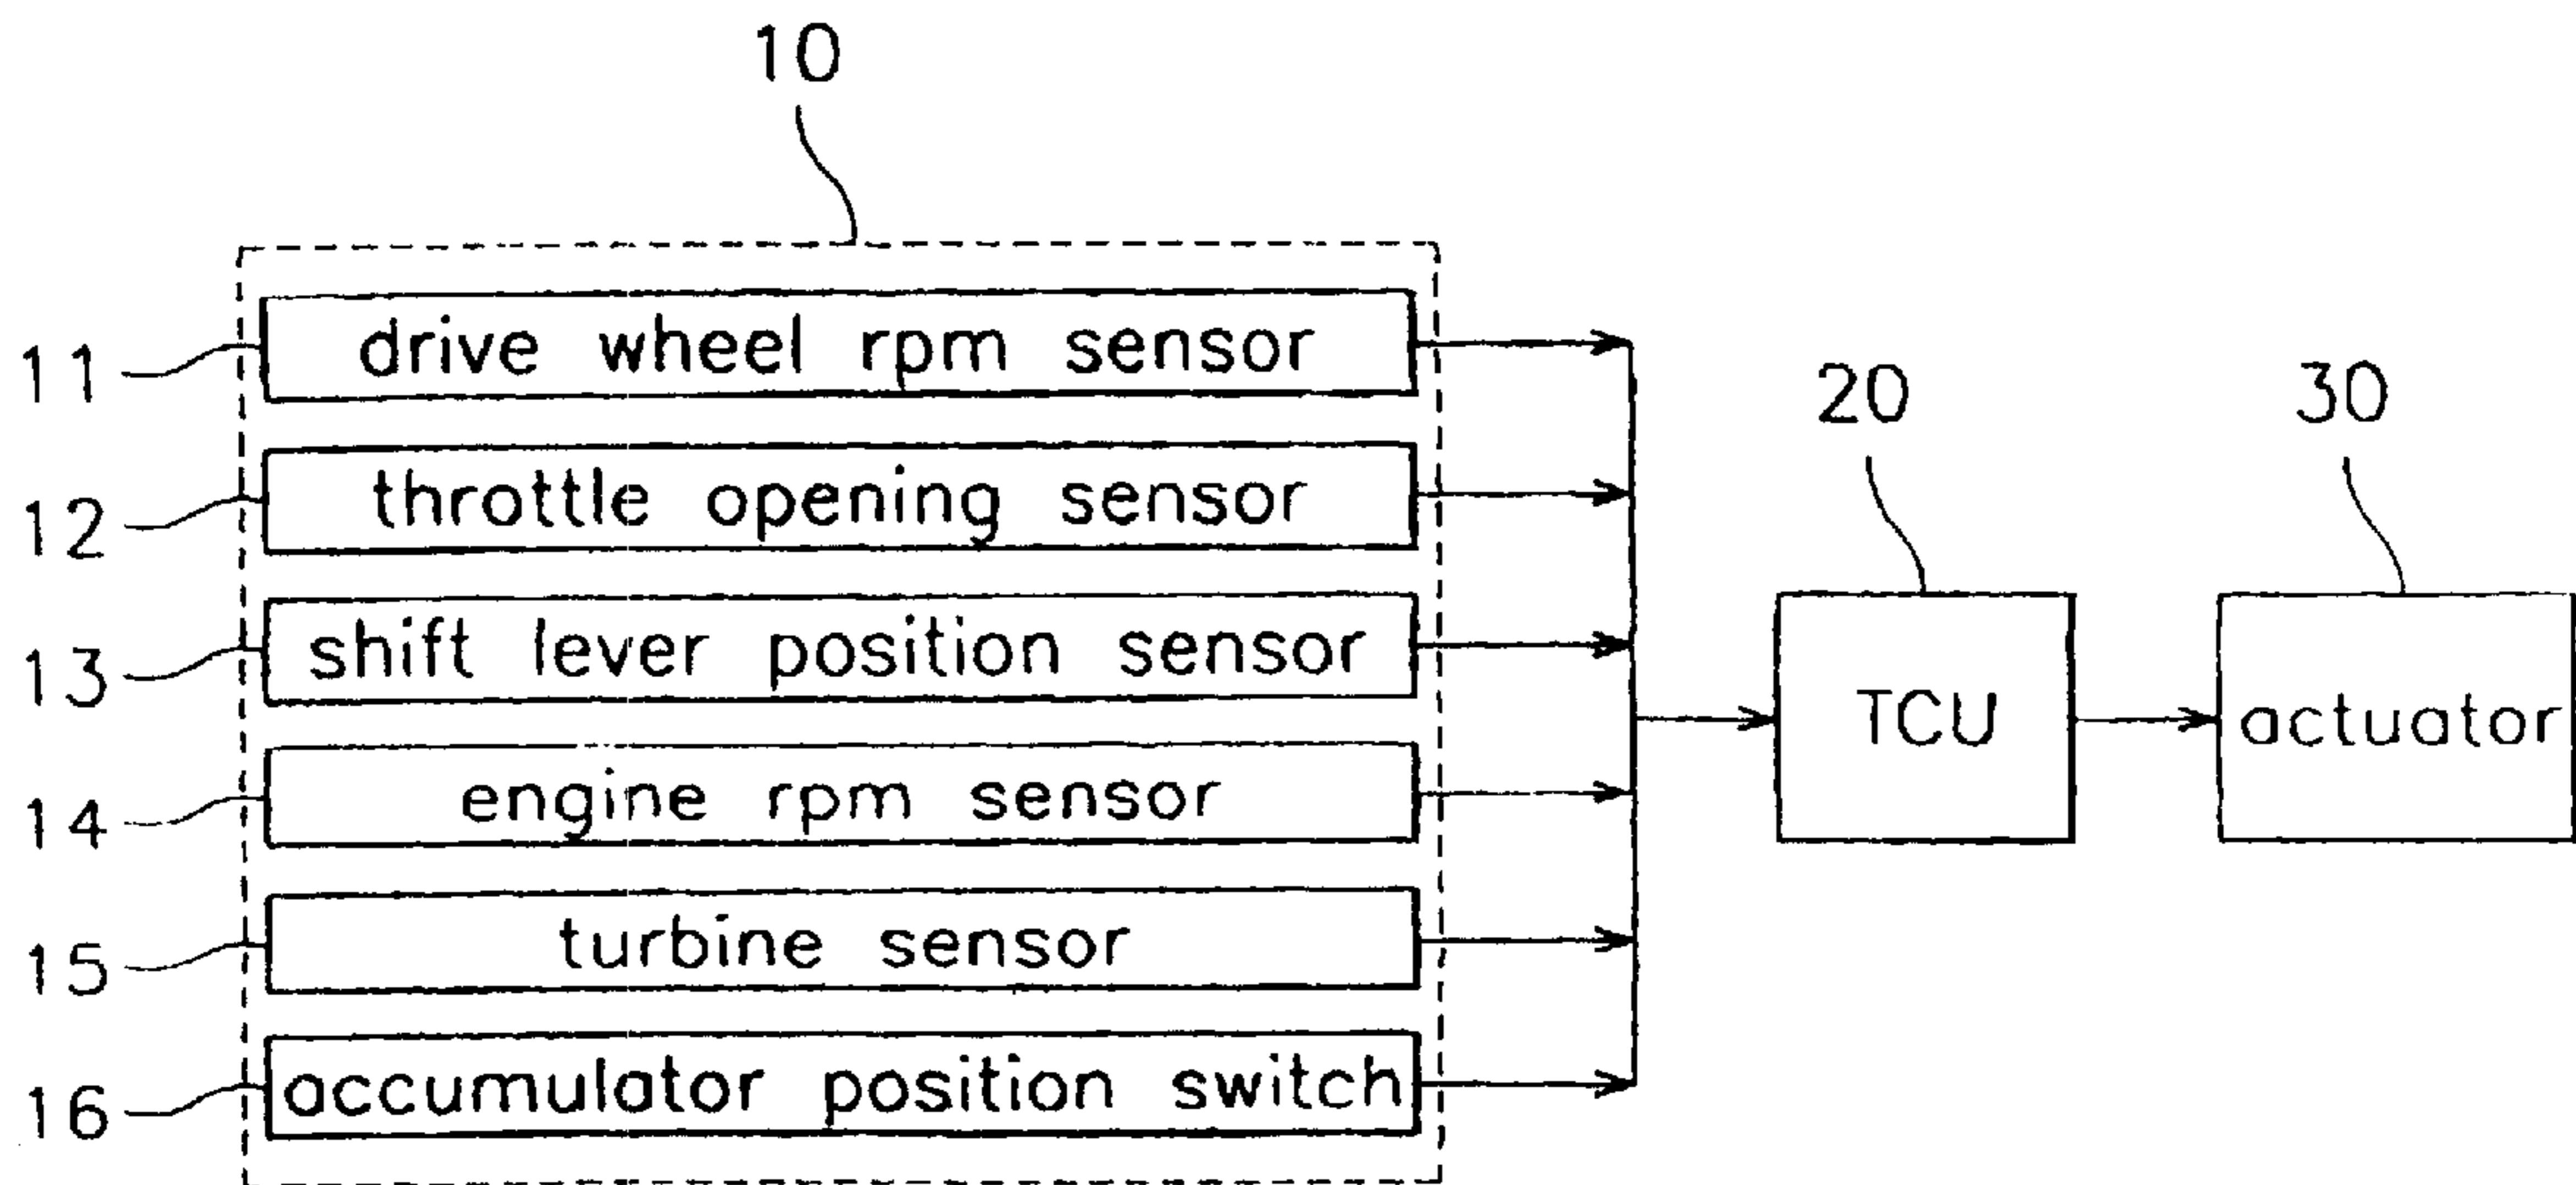 10
11 drive wheel rpm sensor
12 throttle opening sensor
13 shift lever position sensor
14 engine rpm sensor
15 turbine sensor
16 accumulator position switch
20
TCU
30
actuator